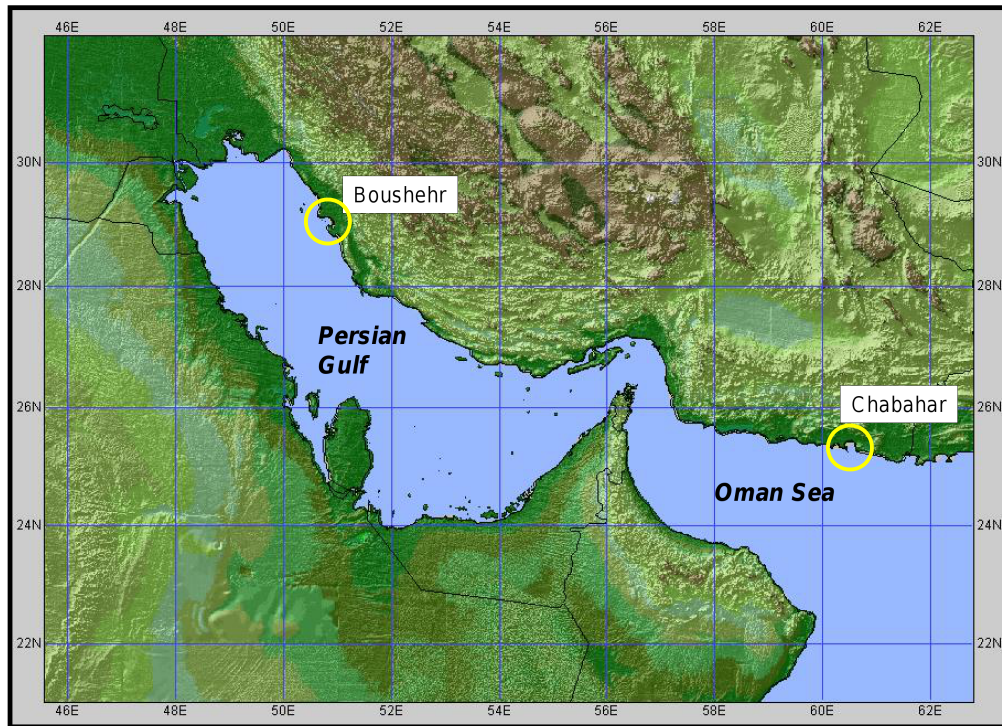 46E 48E 50E 52E 54E 56E 58E 60E 62E
30N 30N
Boushehr
28N 28N
Persian
Gulf
26N 26N
Chabahar
Oman Sea
24N 24N
22N 22N
46E 48E 50E 52E 54E 56E 58E 60E 62E